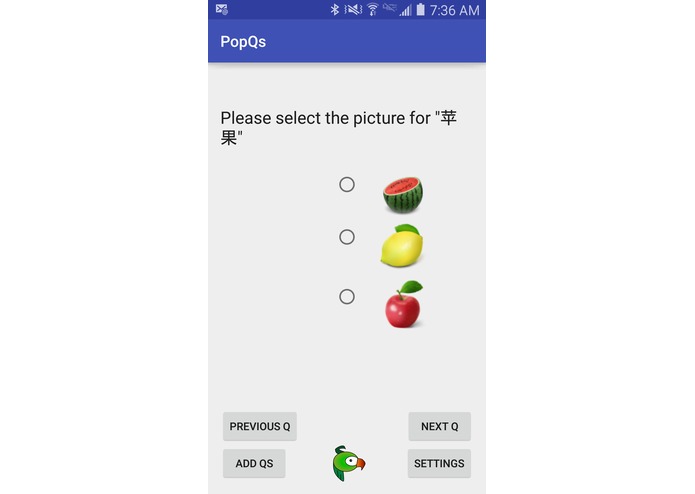 7:36 AM
PopQs
Please select the picture for "苹
果"
PREVIOUS Q
NEXT Q
ADD QS
SETTINGS